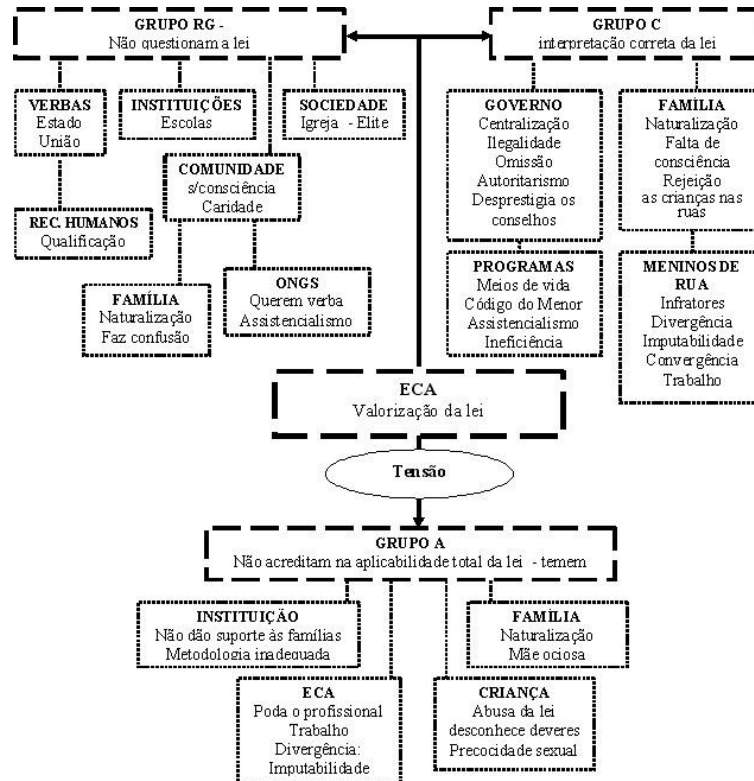 GRUPO RG -
Não questionam a lei
GRUPO C
interpretação correta da lei
VERBAS
Estado
União
INSTITUIÇÕES
Escolas
SOCIEDADE
Igreja - Elite
COMUNIDADE
s/consciência
Caridade
REC. HUMANOS
Qualificação
FAMÍLIA
Naturalização
Faz confusão
ONGS
Querem verba
Assistencialismo
GOVERNO
Centralização
Ilegalidade
Omissão
Autoritarismo
Desprestigia os
conselhos
FAMÍLIA
Naturalização
Falta de
consciência
Rejeição
as crianças nas
ruas
PROGRAMAS
Meios de vida
Código do Menor
Assistencialismo
Ineficiência
MENINOS DE
RUA
Infratores
Divergência
Imputabilidade
Convergência
Trabalho
ECA
Valorização da lei
Tensão
GRUPO A
Não acreditam na aplicabilidade total da lei - temem
INSTITUIÇÃO
Não dão suporte às famílias
Metodologia inadequada
FAMÍLIA
Naturalização
Mãe ociosa
ECA
Poda o profissional
Trabalho
Divergência:
Imputabilidade
CRIANÇA
Abusa da lei
desconhece deveres
Precocidade sexual